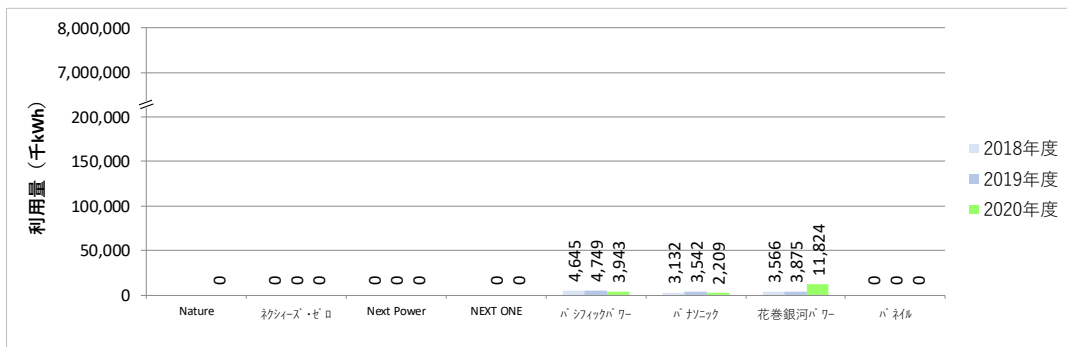 8,000,000
7,000,000
200,000
150,000
100,000
50,000
0
利用量（千kWh）
0
0 0 0
0 0 0
0 0
4,645 4,749 3,943
3,132 3,542 2,209
3,566 3,875 11,824
0 0 0
Nature ﾈｸｼｨｰｽﾞ・ｾﾞﾛ Next Power NEXT ONE ﾊﾟｼﾌｨｯｸﾊﾟﾜｰ ﾊﾟﾅｿﾆｯｸ 花巻銀河ﾊﾟﾜｰ ﾊﾟﾈｲﾙ
2018年度
2019年度
2020年度